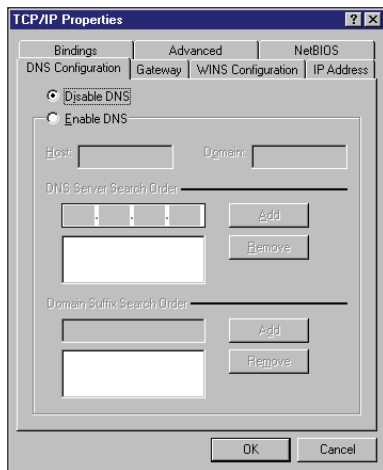 TCP/IP Properties
Bindings Advanced NetBIOS
DNS Configuration Gateway WINS Configuration IP Address
Disable DNS
Enable DNS
Host: Domain:
DNS Server Search Order
Add
Remove
Domain Suffix Search Order
Add
Remove
OK Cancel